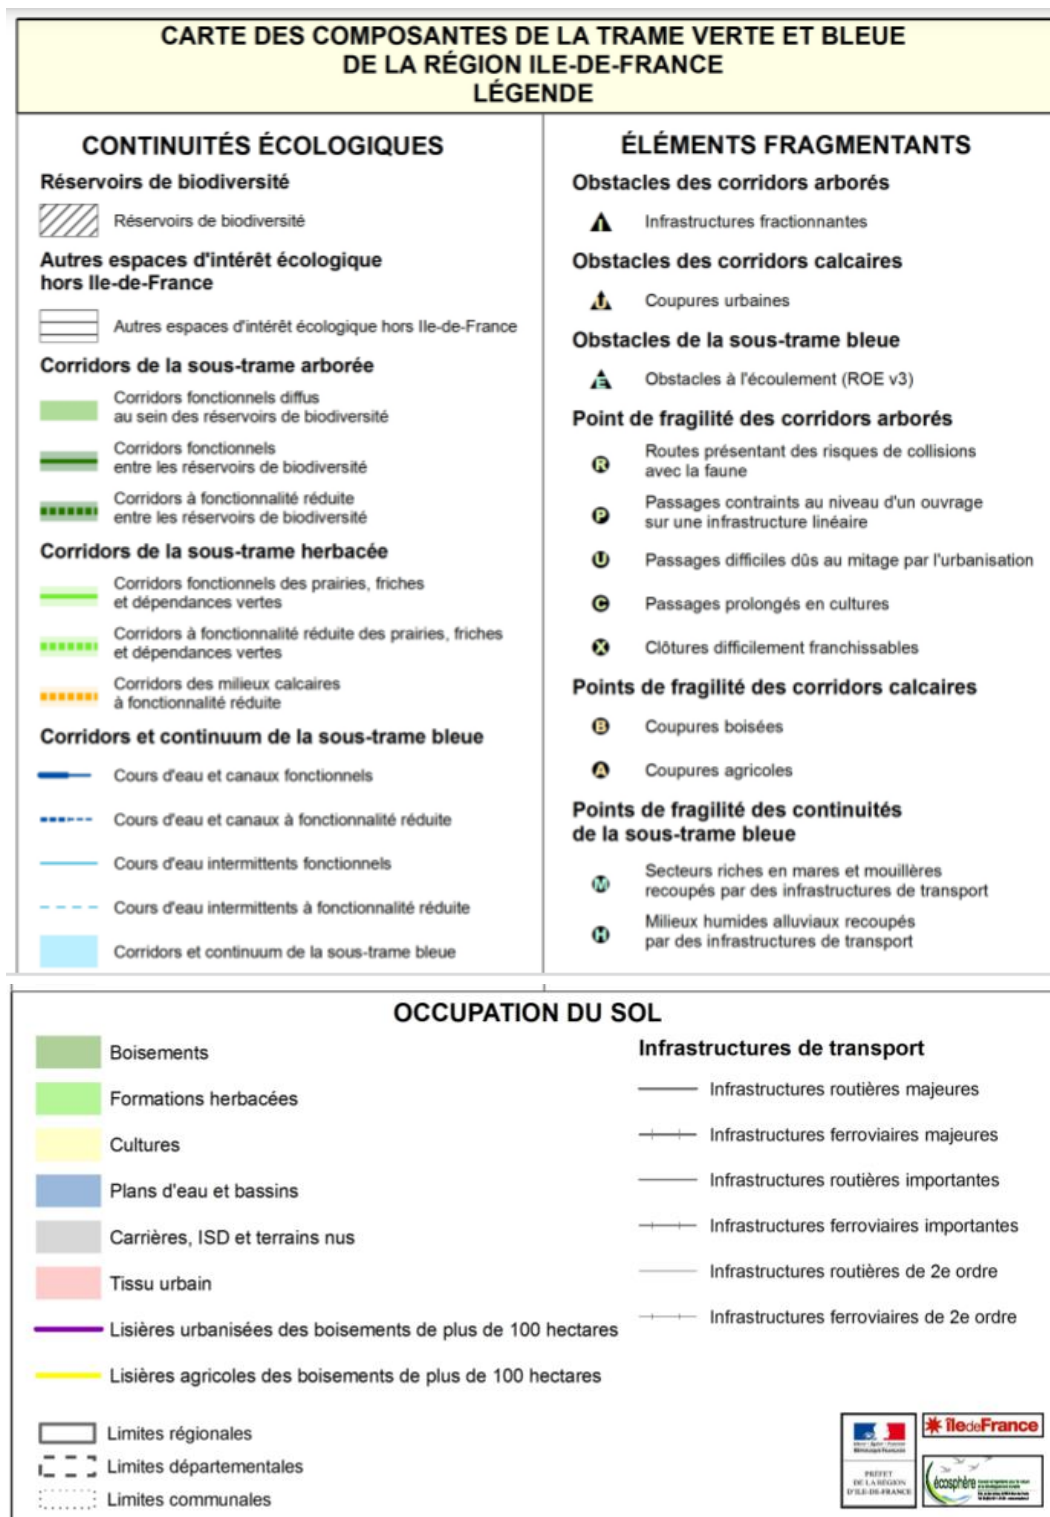 CARTE DES COMPOSANTES DE LA TRAME VERTE ET BLEUE
DE LA RÉGION ILE-DE-FRANCE
LÉGENDE
CONTINUITÉS ÉCOLOGIQUES
Réservoirs de biodiversité
Réservoirs de biodiversité
Autres espaces d'intérêt écologique
hors Ile-de-France
Autres espaces d'intérêt écologique hors Ile-de-France
Corridors de la sous-trame arborée
Corridors fonctionnels diffus
au sein des réservoirs de biodiversité
Corridors fonctionnels
entre les réservoirs de biodiversité
Corridors à fonctionnalité réduite
entre les réservoirs de biodiversité
Corridors de la sous-trame herbacée
Corridors fonctionnels des prairies, friches
et dépendances vertes
Corridors à fonctionnalité réduite des prairies, friches
et dépendances vertes
Corridors des milieux calcaires
à fonctionnalité réduite
Corridors et continuum de la sous-trame bleue
Cours d'eau et canaux fonctionnels
Cours d'eau et canaux à fonctionnalité réduite
Cours d'eau intermittents fonctionnels
Cours d'eau intermittents à fonctionnalité réduite
Corridors et continuum de la sous-trame bleue
ÉLÉMENTS FRAGMENTANTS
Obstacles des corridors arborés
I Infrastructures fractionnantes
Obstacles des corridors calcaires
U Coupures urbaines
Obstacles de la sous-trame bleue
E Obstacles à l'écoulement (ROE v3)
Point de fragilité des corridors arborés
R Routes présentant des risques de collisions
avec la faune
P Passages contraints au niveau d'un ouvrage
sur une infrastructure linéaire
U Passages difficiles dûs au mitage par l'urbanisation
C Passages prolongés en cultures
X Clôtures difficilement franchissables
Points de fragilité des corridors calcaires
B Coupures boisées
A Coupures agricoles
Points de fragilité des continuités
de la sous-trame bleue
M Secteurs riches en mares et mouillères
recoupés par des infrastructures de transport
H Milieux humides alluviaux recoupés
par des infrastructures de transport
OCCUPATION DU SOL
Boisements
Formations herbacées
Cultures
Plans d'eau et bassins
Carrières, ISD et terrains nus
Tissu urbain
Lisières urbanisées des boisements de plus de 100 hectares
Lisières agricoles des boisements de plus de 100 hectares
Limites régionales
Limites départementales
Limites communales
Infrastructures de transport
Infrastructures routières majeures
Infrastructures ferroviaires majeures
Infrastructures routières importantes
Infrastructures ferroviaires importantes
Infrastructures routières de 2e ordre
Infrastructures ferroviaires de 2e ordre
PRÉFET
DE LA RÉGION
D'ILE-DE-FRANCE
îledeFrance
écosphère